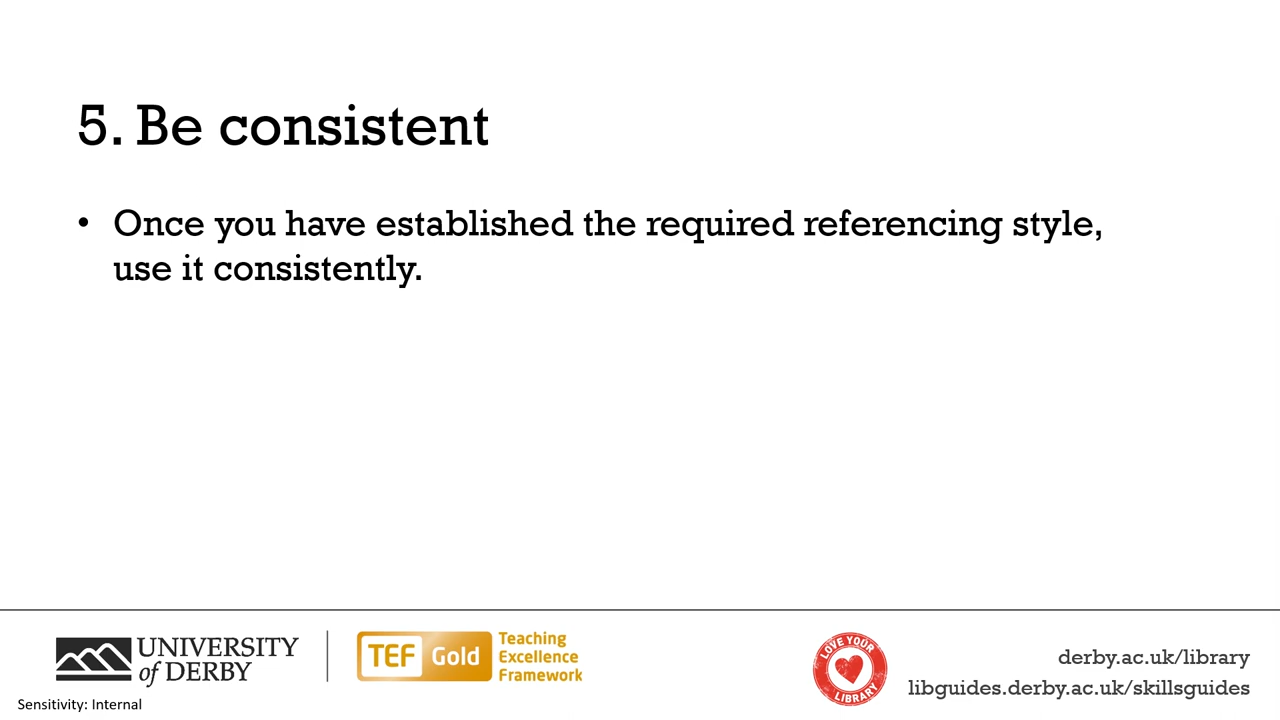 5. Be consistent
• Once you have established the required referencing style,
use it consistently.
UNIVERSITY
of DERBY
TEF Gold
Teaching
Excellence
Framework
LOVE YOUR
LIBRARY
derby.ac.uk/library
libguides.derby.ac.uk/skillsguides
Sensitivity: Internal